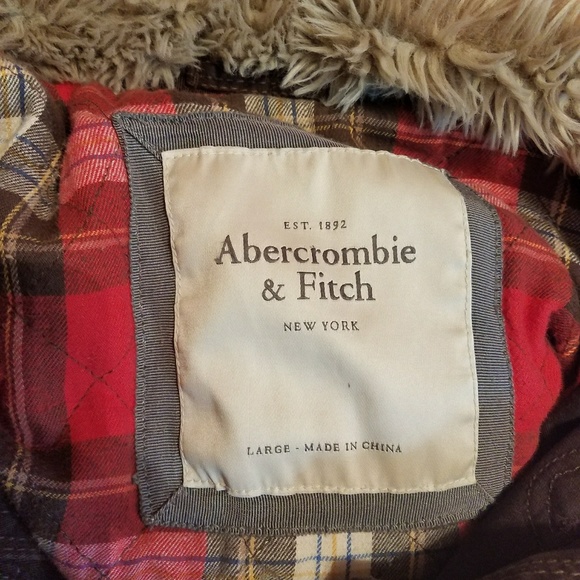 EST. 1892
Abercrombie
& Fitch
NEW YORK
LARGE - MADE IN CHINA